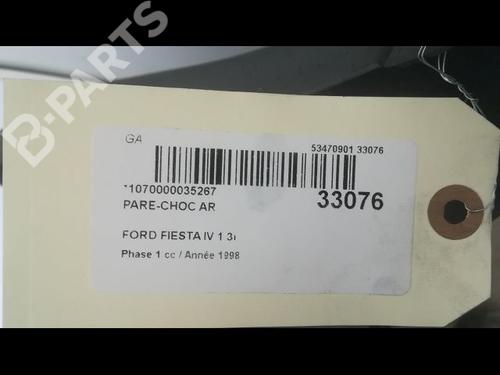 B-PARTS
GA
53470901 33076
*1070000035267
33076
PARE-CHOC AR
FORD FIESTA IV 1 3i
Phase 1 cc / Année 1998